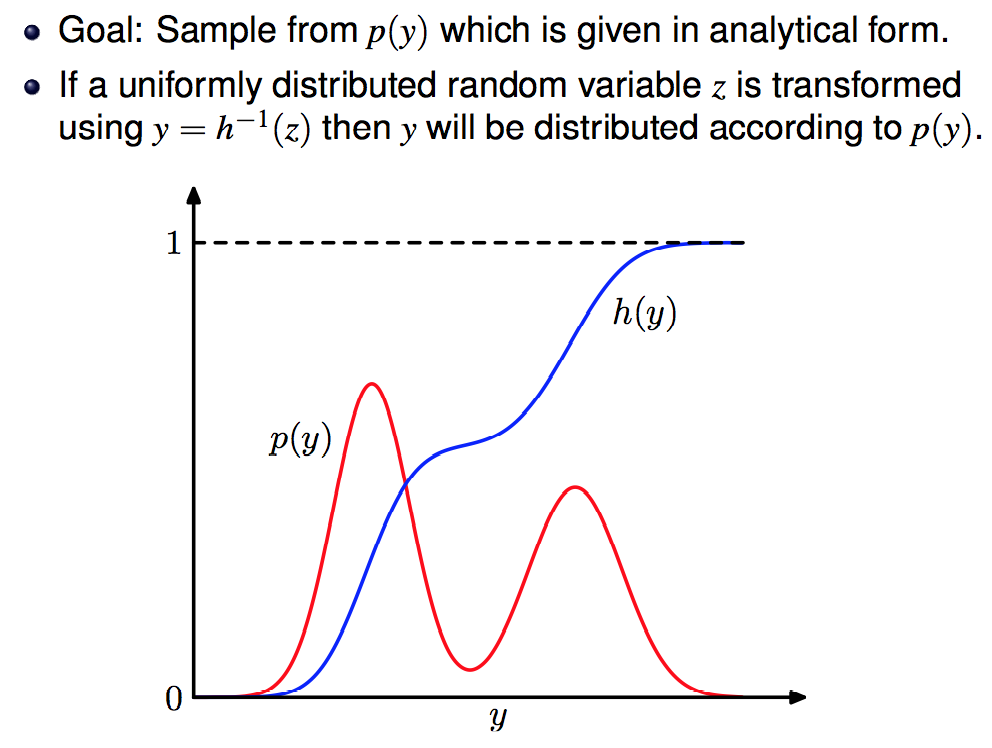 Goal: Sample from p(y) which is given in analytical form.
If a uniformly distributed random variable z is transformed
using y = h⁻¹(z) then y will be distributed according to p(y).
1
h(y)
p(y)
0
y